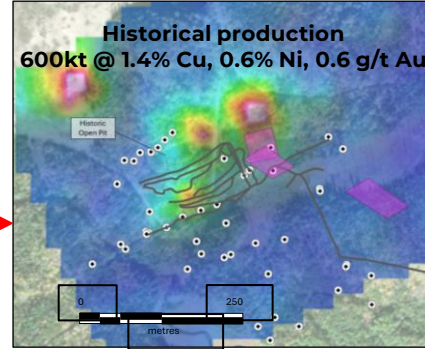 Historical production
600kt @ 1.4% Cu, 0.6% Ni, 0.6 g/t Au
Historic
Open Pit
0
250
metres